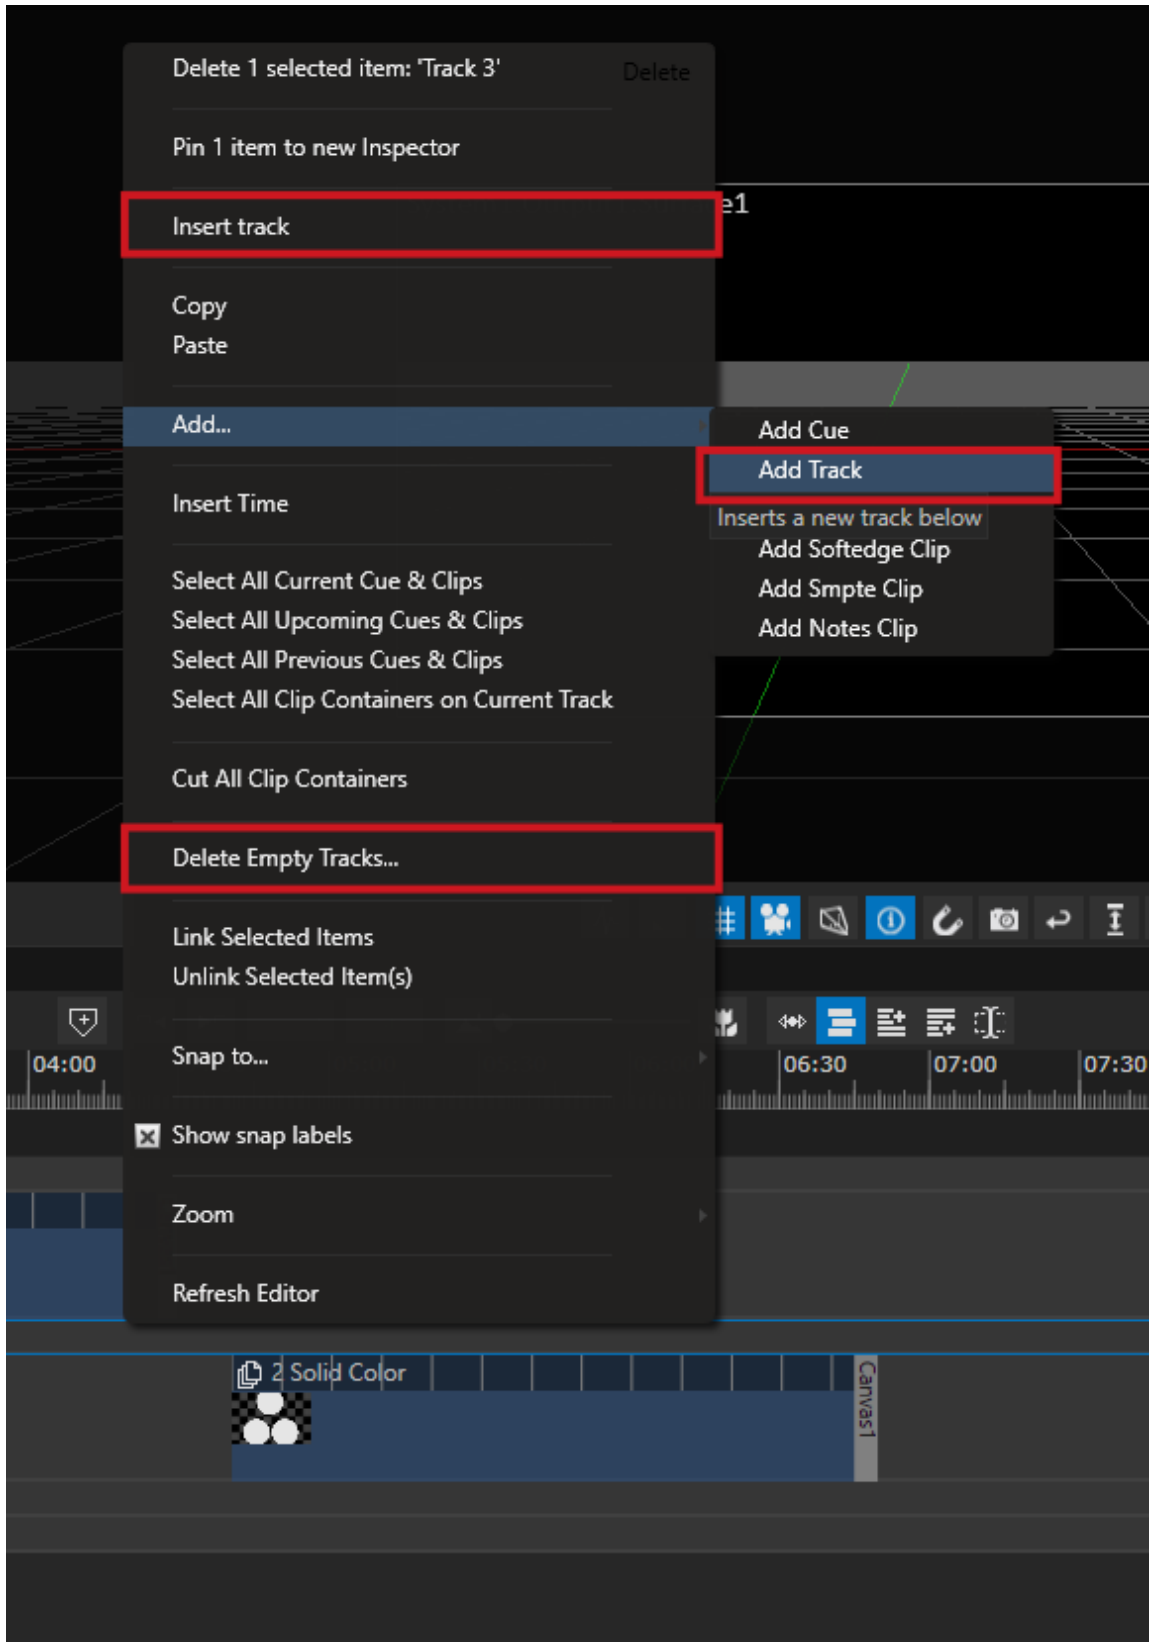 Delete 1 selected item: 'Track 3' Delete
Pin 1 item to new Inspector
Insert track
e1
Copy
Paste
Add...
Add Cue
Add Track
Inserts a new track below
Insert Time
Add Softedge Clip
Add Smpte Clip
Add Notes Clip
Select All Current Cue & Clips
Select All Upcoming Cues & Clips
Select All Previous Cues & Clips
Select All Clip Containers on Current Track
Cut All Clip Containers
Delete Empty Tracks...
Link Selected Items
Unlink Selected Item(s)
Snap to...
04:00 06:30 07:00 07:30
Show snap labels
Zoom
Refresh Editor
2 Solid Color
Canvas1